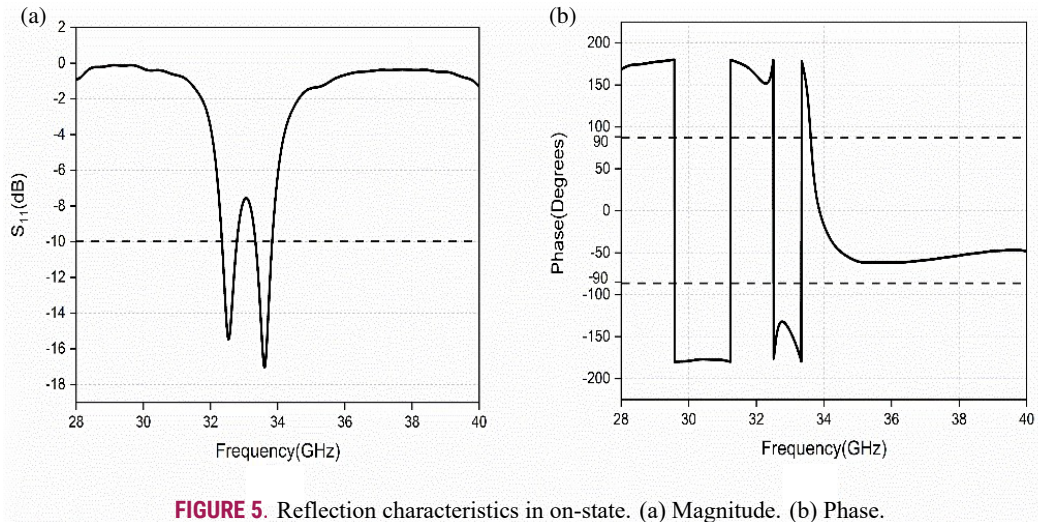 (a)
2
0
-2
-4
-6
-8
-10
-12
-14
-16
-18
28 30 32 34 36 38 40
S11(dB)
Frequency(GHz)
(b)
200
150
100
90
50
0
-50
-90
-100
-150
-200
28 30 32 34 36 38 40
Phase(Degrees)
Frequency(GHz)
FIGURE 5. Reflection characteristics in on-state. (a) Magnitude. (b) Phase.